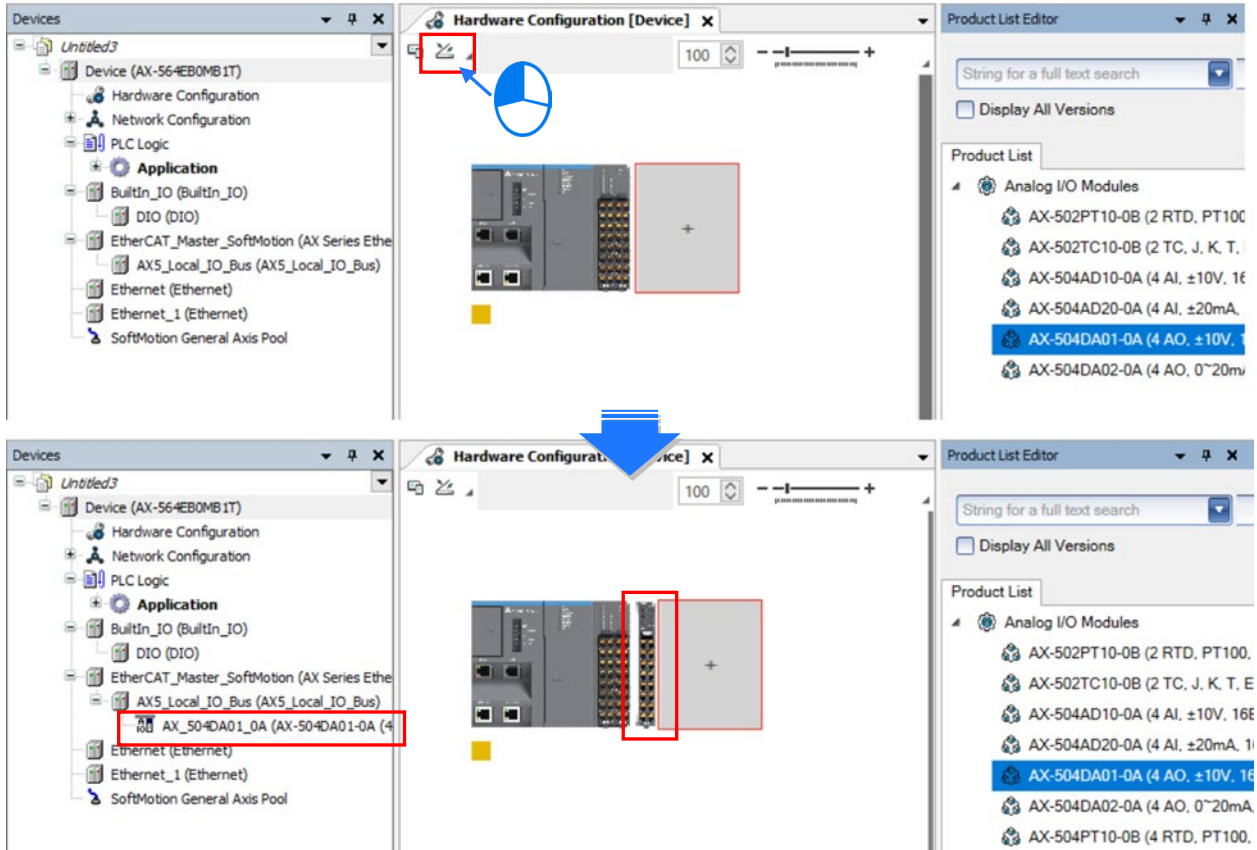 Devices
Untitled3
Device (AX-564EB0MB1T)
Hardware Configuration
Network Configuration
PLC Logic
Application
BuiltIn_IO (BuiltIn_IO)
DIO (DIO)
EtherCAT_Master_SoftMotion (AX Series Ethe
AX5_Local_IO_Bus (AX5_Local_IO_Bus)
Ethernet (Ethernet)
Ethernet_1 (Ethernet)
SoftMotion General Axis Pool
Hardware Configuration [Device]
100
Product List Editor
String for a full text search
Display All Versions
Product List
Analog I/O Modules
AX-502PT10-0B (2 RTD, PT100
AX-502TC10-0B (2 TC, J, K, T,
AX-504AD10-0A (4 AI, ±10V, 16
AX-504AD20-0A (4 AI, ±20mA,
AX-504DA01-0A (4 AO, ±10V, 1
AX-504DA02-0A (4 AO, 0~20mA
Devices
Untitled3
Device (AX-564EB0MB1T)
Hardware Configuration
Network Configuration
PLC Logic
Application
BuiltIn_IO (BuiltIn_IO)
DIO (DIO)
EtherCAT_Master_SoftMotion (AX Series Ethe
AX5_Local_IO_Bus (AX5_Local_IO_Bus)
AX_504DA01_0A (AX-504DA01-0A (4
Ethernet (Ethernet)
Ethernet_1 (Ethernet)
SoftMotion General Axis Pool
Hardware Configurat vice]
100
Product List Editor
String for a full text search
Display All Versions
Product List
Analog I/O Modules
AX-502PT10-0B (2 RTD, PT100,
AX-502TC10-0B (2 TC, J, K, T, E
AX-504AD10-0A (4 AI, ±10V, 16B
AX-504AD20-0A (4 AI, ±20mA, 16
AX-504DA01-0A (4 AO, ±10V, 16
AX-504DA02-0A (4 AO, 0~20mA,
AX-504PT10-0B (4 RTD, PT100,